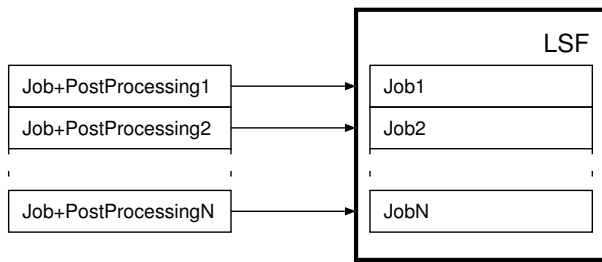 LSF
Job+PostProcessing1
Job1
Job+PostProcessing2
Job2
Job+PostProcessingN
JobN